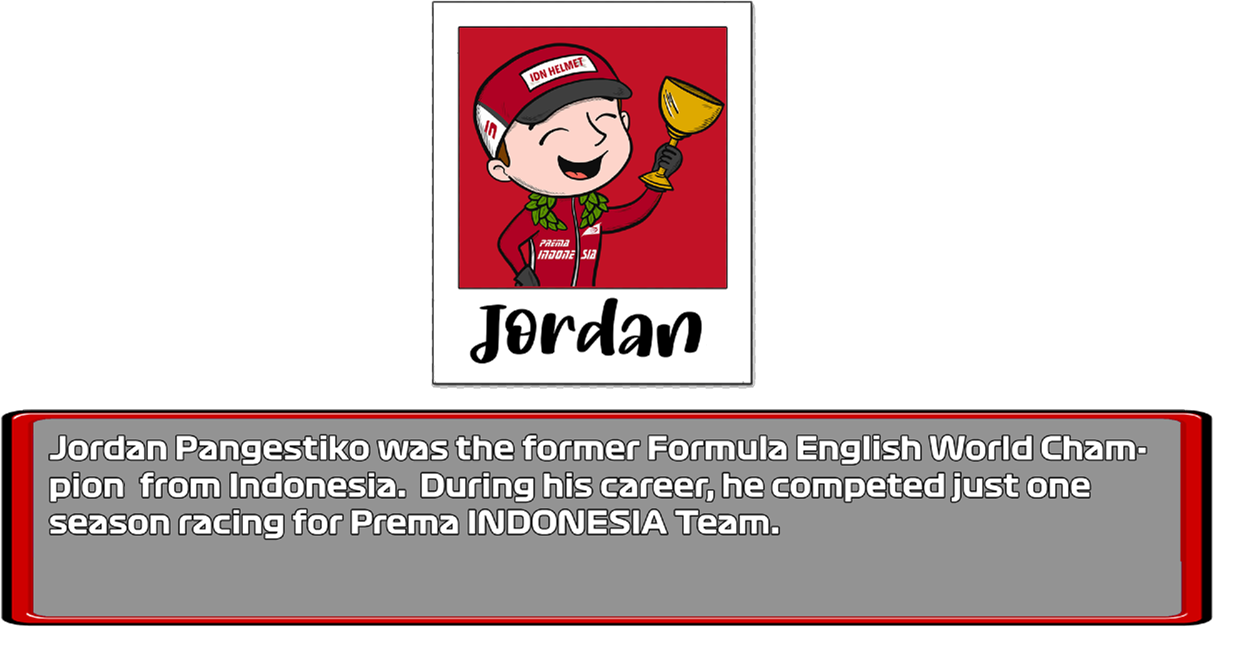 IDN HELMET
IN
PREMA
INDONESIA
Jordan
Jordan Pangestiko was the former Formula English World Cham-
pion from Indonesia. During his career, he competed just one
season racing for Prema INDONESIA Team.